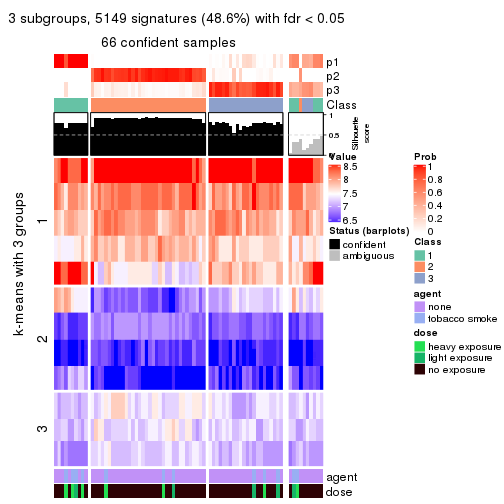 3 subgroups, 5149 signatures (48.6%) with fdr < 0.05
66 confident samples
p1
p2
p3
Class
1
0.5
0
Silhouette
score
k-means with 3 groups
1
2
3
agent
dose
Value
8.5
8
7.5
7
6.5
Status (barplots)
confident
ambiguous
Prob
1
0.8
0.6
0.4
0.2
0
Class
1
2
3
agent
none
tobacco smoke
dose
heavy exposure
light exposure
no exposure